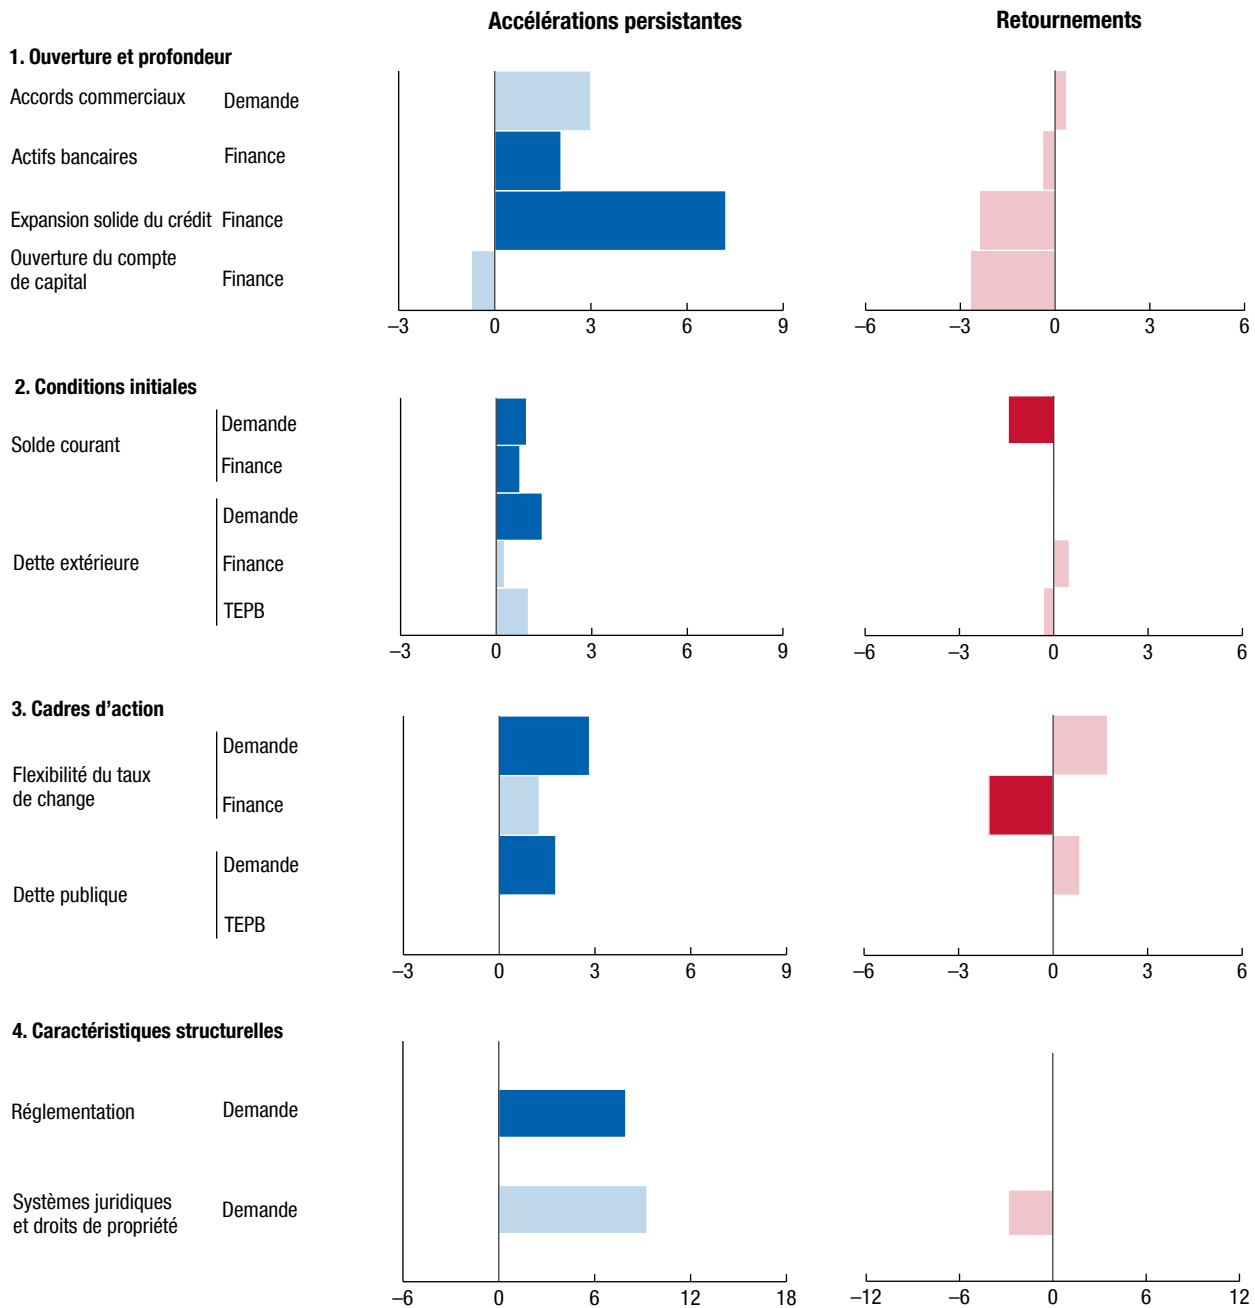 Accélérations persistantes
Retournements
1. Ouverture et profondeur
Accords commerciaux Demande
Actifs bancaires Finance
Expansion solide du crédit Finance
Ouverture du compte
de capital Finance
–3 0 3 6 9
–6 –3 0 3 6
2. Conditions initiales
Solde courant
Demande
Finance
Dette extérieure
Demande
Finance
TEPB
–3 0 3 6 9
–6 –3 0 3 6
3. Cadres d’action
Flexibilité du taux
de change
Demande
Finance
Dette publique
Demande
TEPB
–3 0 3 6 9
–6 –3 0 3 6
4. Caractéristiques structurelles
Réglementation Demande
Systèmes juridiques
et droits de propriété Demande
–6 0 6 12 18
–12 –6 0 6 12